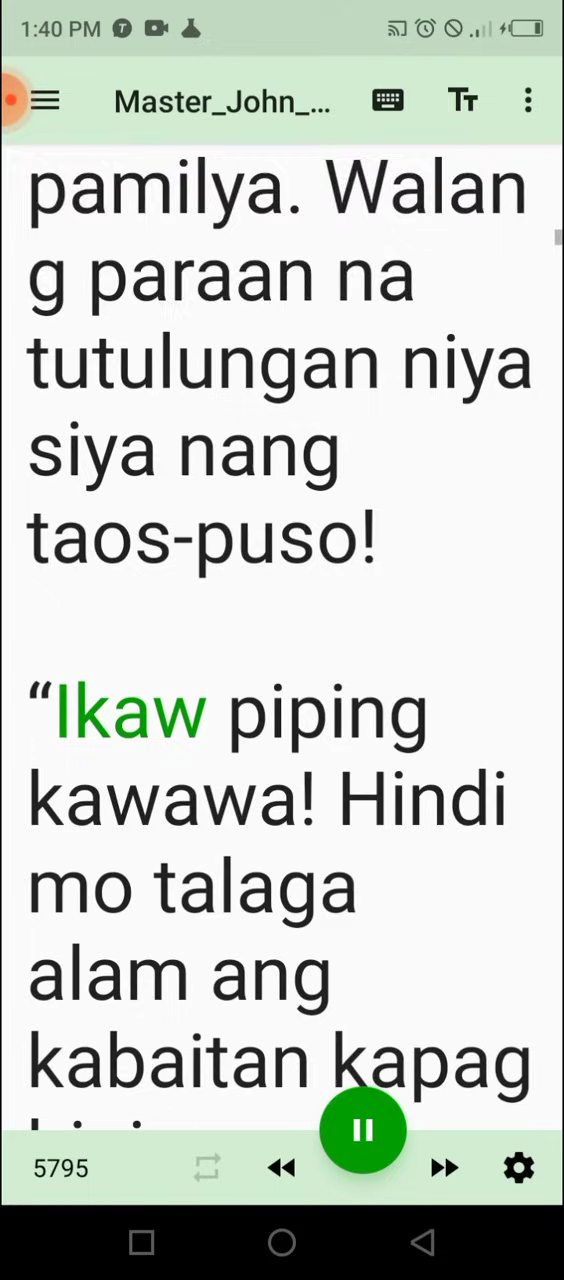 1:40 PM
Master_John_...
pamilya. Walan
g paraan na
tutulungan niya
siya nang
taos-puso!
“Ikaw piping
kawawa! Hindi
mo talaga
alam ang
kabaitan kapag
5795